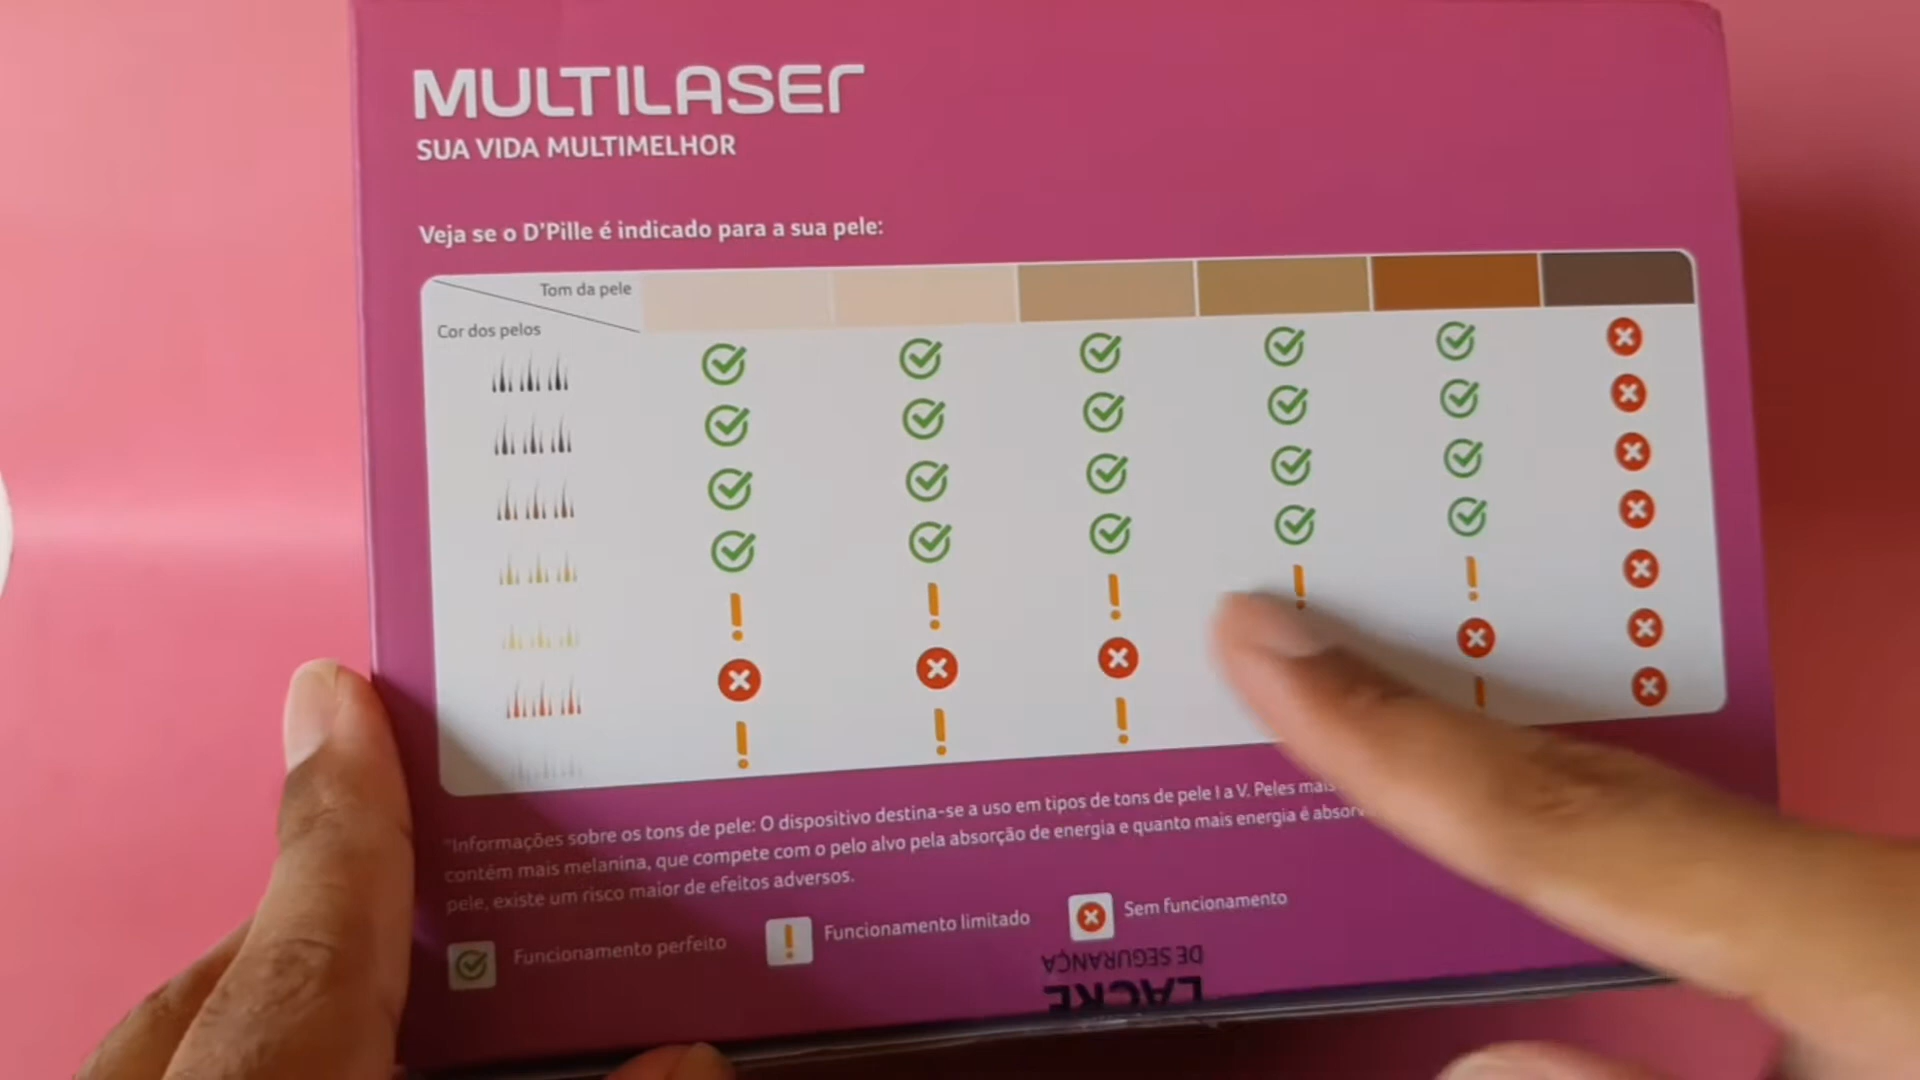 MULTILASER
SUA VIDA MULTIMELHOR
Veja se o D'Pille é indicado para a sua pele:
Tom da pele
Cor dos pelos
"Informações sobre os tons de pele: O dispositivo destina-se a uso em tipos de tons de pele I a V. Peles mais
contém mais melanina, que compete com o pelo alvo pela absorção de energia e quanto mais energia é
pele, existe um risco maior de efeitos adversos.
Funcionamento perfeito
Funcionamento limitado
Sem funcionamento
LACRE
DE SEGURANÇA